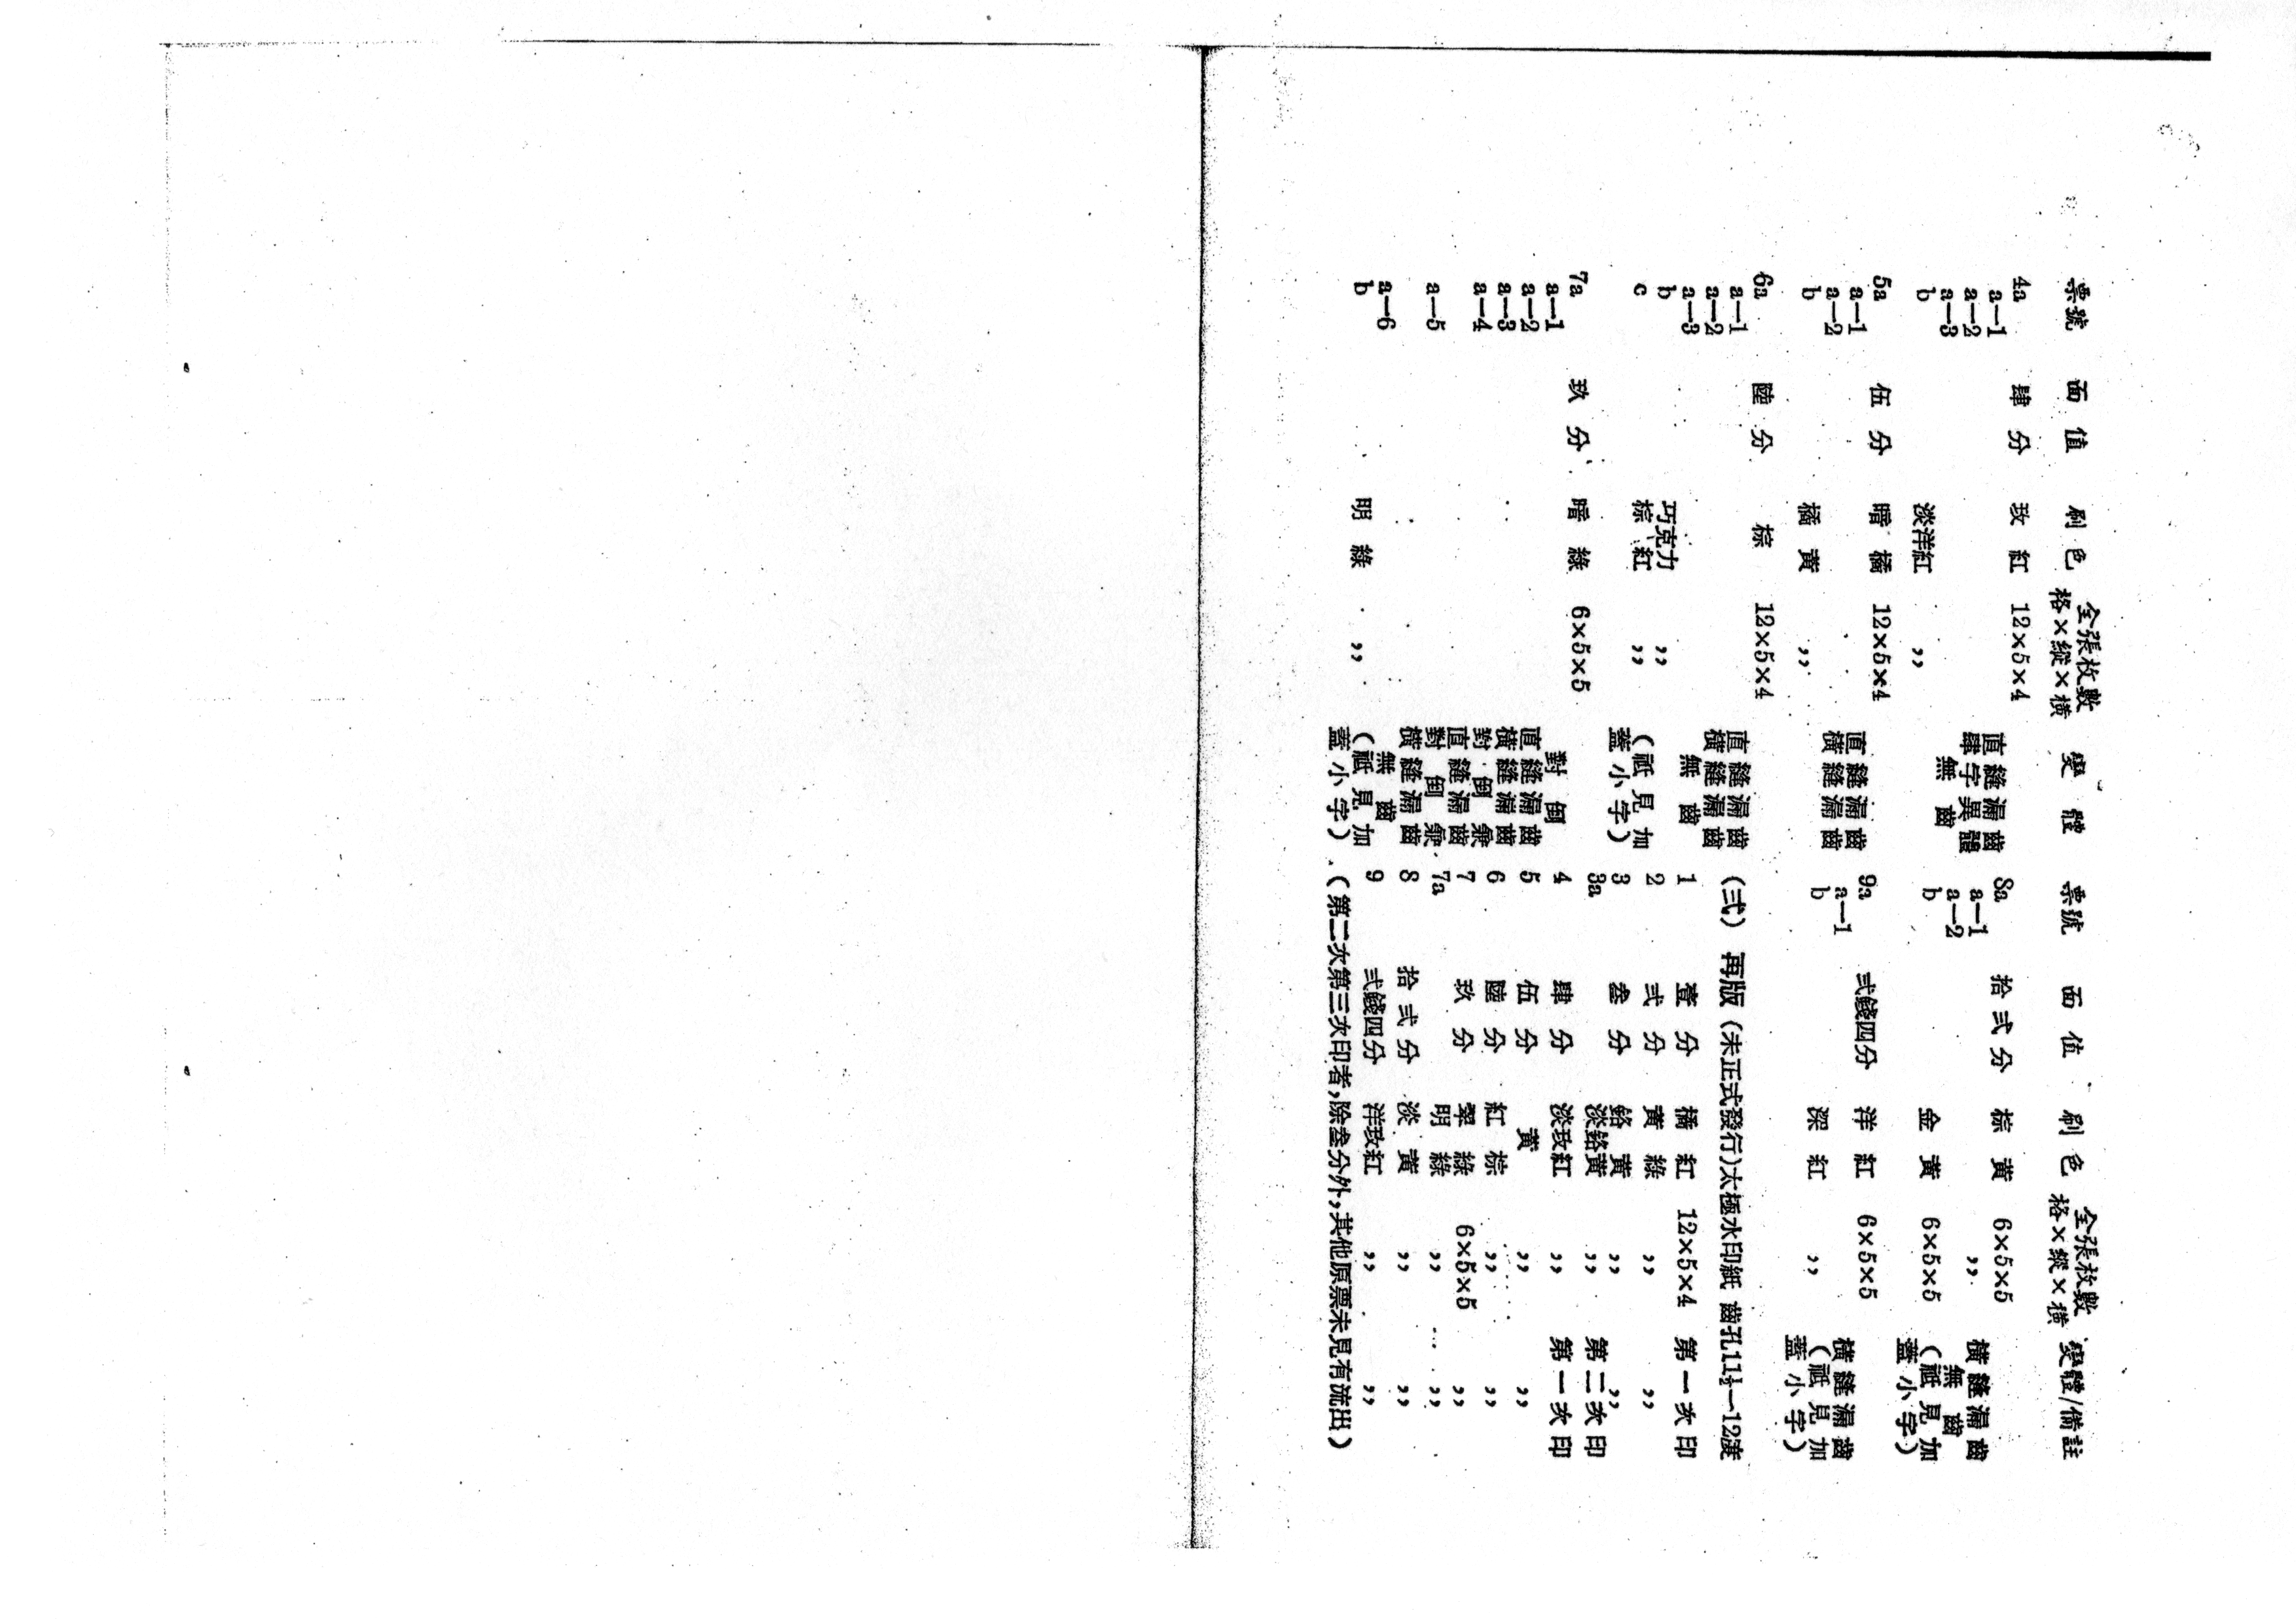 票號 面值 刷色 全張枚數 變體
格×縱×橫
4a 肆分 玫紅 12×5×4
a—1 直縫漏齒
a—2 肆字異體
a—3 無齒
b 淡洋紅 ,,
5a 伍分 暗橘 12×5×4
a—1 直縫漏齒
a—2 橫縫漏齒
b 橘黃 ,,
6a 陸分 棕 12×5×4
a—1 直縫漏齒
a—2 橫縫漏齒
a—3 無齒
b 巧克力 ,,
c 棕紅 ,, (祇見加
蓋小字)
7a 玖分 暗綠 6×5×5
a—1 對倒
a—2 直縫漏齒
a—3 橫縫漏齒
a—4 對倒兼
直縫漏齒
a—5 對倒兼
橫縫漏齒
a—6 無齒
b 明綠 ,, (祇見加
蓋小字)
票號 面值 刷色 全張枚數 變體/備註
格×縱×橫
8a 拾弍分 棕黃 6×5×5
a—1 ,, 橫縫漏齒
a—2 無齒
b 金黃 6×5×5 (祇見加
蓋小字)
9a 弍錢四分 洋紅 6×5×5
a—1 橫縫漏齒
b 深紅 ,, (祇見加
蓋小字)
(弍) 再版(未正式發行)太極水印紙 齒孔11½—12度
1 壹分 橘紅 12×5×4 第一次印
2 弍分 黃綠 ,, ,,
3 叁分 鉻黃 ,, ,,
3a 淡鉻黃 ,, 第二次印
4 肆分 淡玫紅 ,, 第一次印
5 伍分 黃 ,, ,,
6 陸分 紅棕 ,, ,,
7 玖分 翠綠 6×5×5 ,,
7a 明綠 ,, ,,
8 拾弍分 淡黃 ,, ,,
9 弍錢四分 洋玫紅 ,, ,,
(第二次第三次印者,除叁分外,其他原票未見有流出)